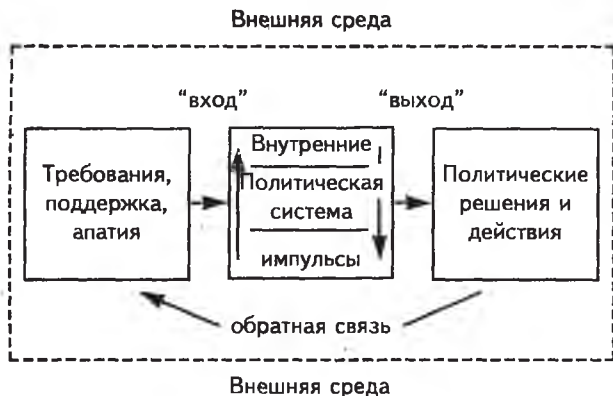 Внешняя среда
“вход”
“выход”
Требования,
поддержка,
апатия
Внутренние
Политическая
система
импульсы
Политические
решения и
действия
обратная связь
Внешняя среда